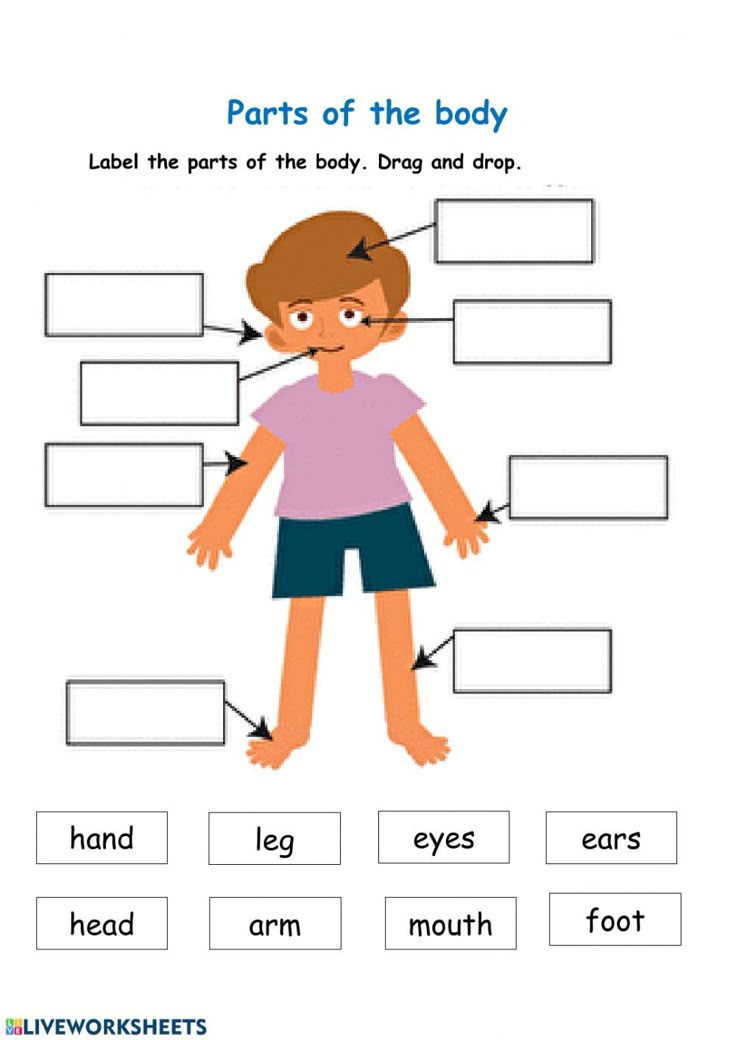 Parts of the body
Label the parts of the body. Drag and drop.
hand
leg
eyes
ears
head
arm
mouth
foot
LIVEWORKSHEETS